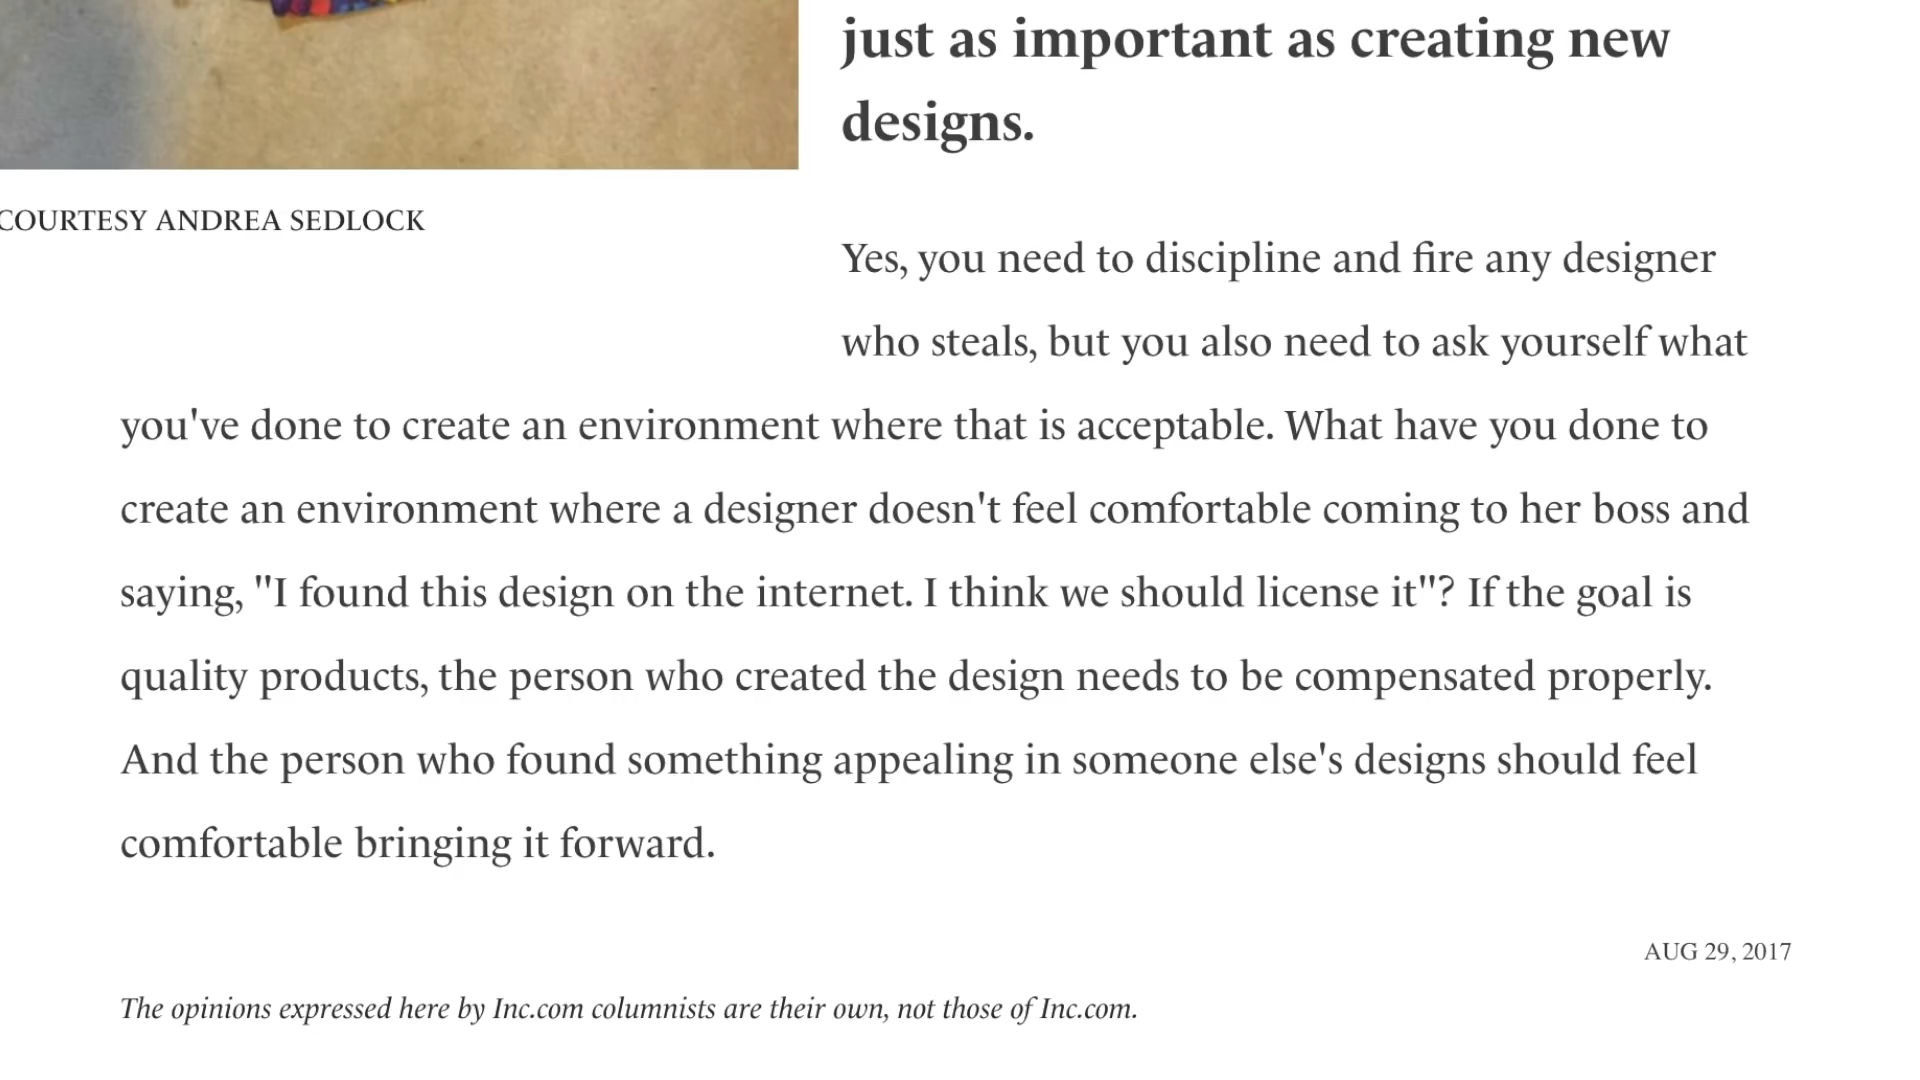 just as important as creating new
designs.
COURTESY ANDREA SEDLOCK
Yes, you need to discipline and fire any designer
who steals, but you also need to ask yourself what
you've done to create an environment where that is acceptable. What have you done to
create an environment where a designer doesn't feel comfortable coming to her boss and
saying, "I found this design on the internet. I think we should license it"? If the goal is
quality products, the person who created the design needs to be compensated properly.
And the person who found something appealing in someone else's designs should feel
comfortable bringing it forward.
AUG 29, 2017
The opinions expressed here by Inc.com columnists are their own, not those of Inc.com.